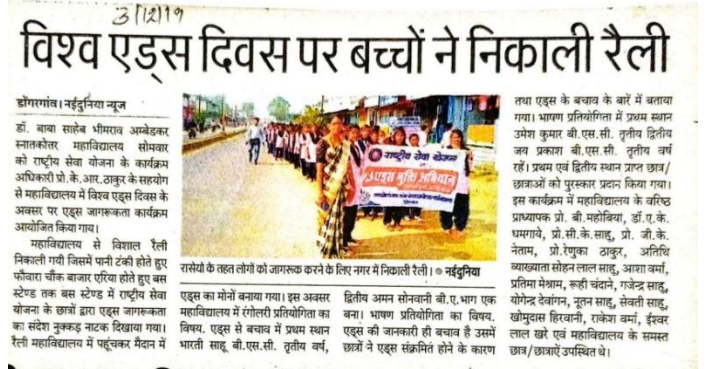 3/12/19
विश्व एड्स दिवस पर बच्चों ने निकाली रैली
डोंगरगांव। नईदुनिया न्यूज
डॉ. बाबा साहेब भीमराव अम्बेडकर
स्नातकोत्तर महाविद्यालय सोमवार
को राष्ट्रीय सेवा योजना के कार्यक्रम
अधिकारी प्रो.के.आर.ठाकुर के सहयोग
से महाविद्यालय में विश्व एड्स दिवस के
अवसर पर एड्स जागरूकता कार्यक्रम
आयोजित किया गाय।
महाविद्यालय से विशाल रैली
निकाली गयी जिसमें पानी टंकी होते हुए
फौवारा चौंक बाजार एरिया होते हुए बस
स्टेण्ड तक बस स्टेण्ड में राष्ट्रीय सेवा
योजना के छात्रों द्वारा एड्स जागरूकता
का संदेश नुक्कड़ नाटक दिखाया गया।
रैली महाविद्यालय में पहुंचकर मैदान में
राष्ट्रीय सेवा योजना
एड्स मुक्ति अभियान
रासेयो के तहत लोगों को जागरूक करने के लिए नगर में निकाली रैली। ● नईदुनिया
एड्स का मोनों बनाया गया। इस अवसर
महाविद्यालय में रंगोलरी प्रतियोगिता का
विषय. एड्स से बचाव में प्रथम स्थान
भारती साहू बी.एस.सी. तृतीय वर्ष,
द्वितीय अमन सोनवानी बी.ए.भाग एक
बना। भाषण प्रतियोगिता का विषय.
एड्स की जानकारी ही बचाव है उसमें
छात्रों ने एड्स संक्रमित होने के कारण
तथा एड्स के बचाव के बारें में बताया
गया। भाषण प्रतियोगिता में प्रथम स्थान
उमेश कुमार बी.एस.सी. तृतीय द्वितीय
जय प्रकाश बी.एस.सी. तृतीय वर्ष
रहें। प्रथम एवं द्वितीय स्थान प्राप्त छात्र/
छात्राओं को पुरस्कार प्रदान किया गया।
इस कार्यक्रम में महाविद्यालय के वरिष्ठ
प्राध्यापक प्रो. बी.महोबिया, डॉ.ए.के.
धमगाये, प्रो.सी.के.साहू, प्रो. जी.के.
नेताम, प्रो.रेणुका ठाकुर, अतिथि
व्याख्याता सोहन लाल साहू, आशा वर्मा,
प्रतिमा मेश्राम, रूही चंदाने, गजेन्द्र साहू,
योगेन्द्र देवांगन, नूतन साहू, सेवती साहू,
खोमुदास हिरवानी, राकेश वर्मा, ईश्वर
लाल खरे एवं महाविद्यालय के समस्त
छात्र/छात्राऐं उपस्थित थे।